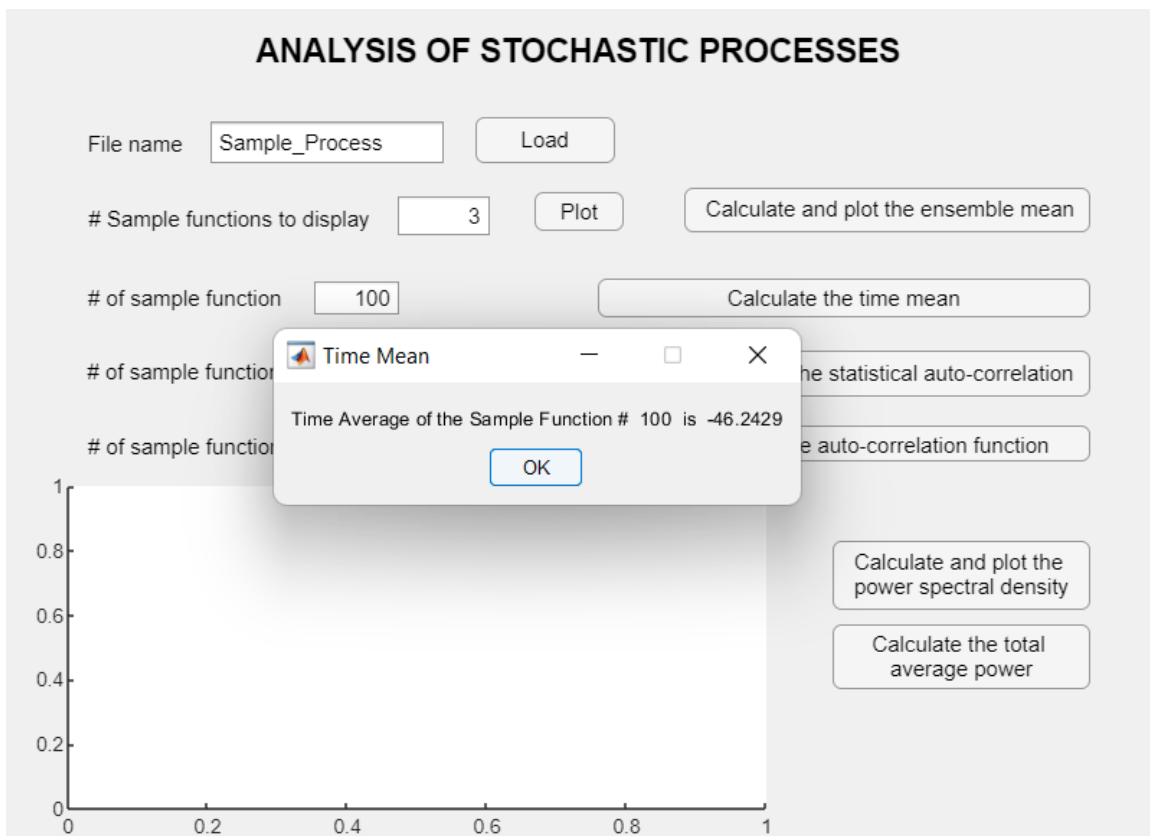 ANALYSIS OF STOCHASTIC PROCESSES
File name Sample_Process Load
# Sample functions to display 3 Plot Calculate and plot the ensemble mean
# of sample function 100 Calculate the time mean
Time Mean
# of sample function he statistical auto-correlation
Time Average of the Sample Function # 100 is -46.2429
# of sample function e auto-correlation function
OK
1
0.8
0.6
0.4
0.2
0
0 0.2 0.4 0.6 0.8 1
Calculate and plot the
power spectral density
Calculate the total
average power